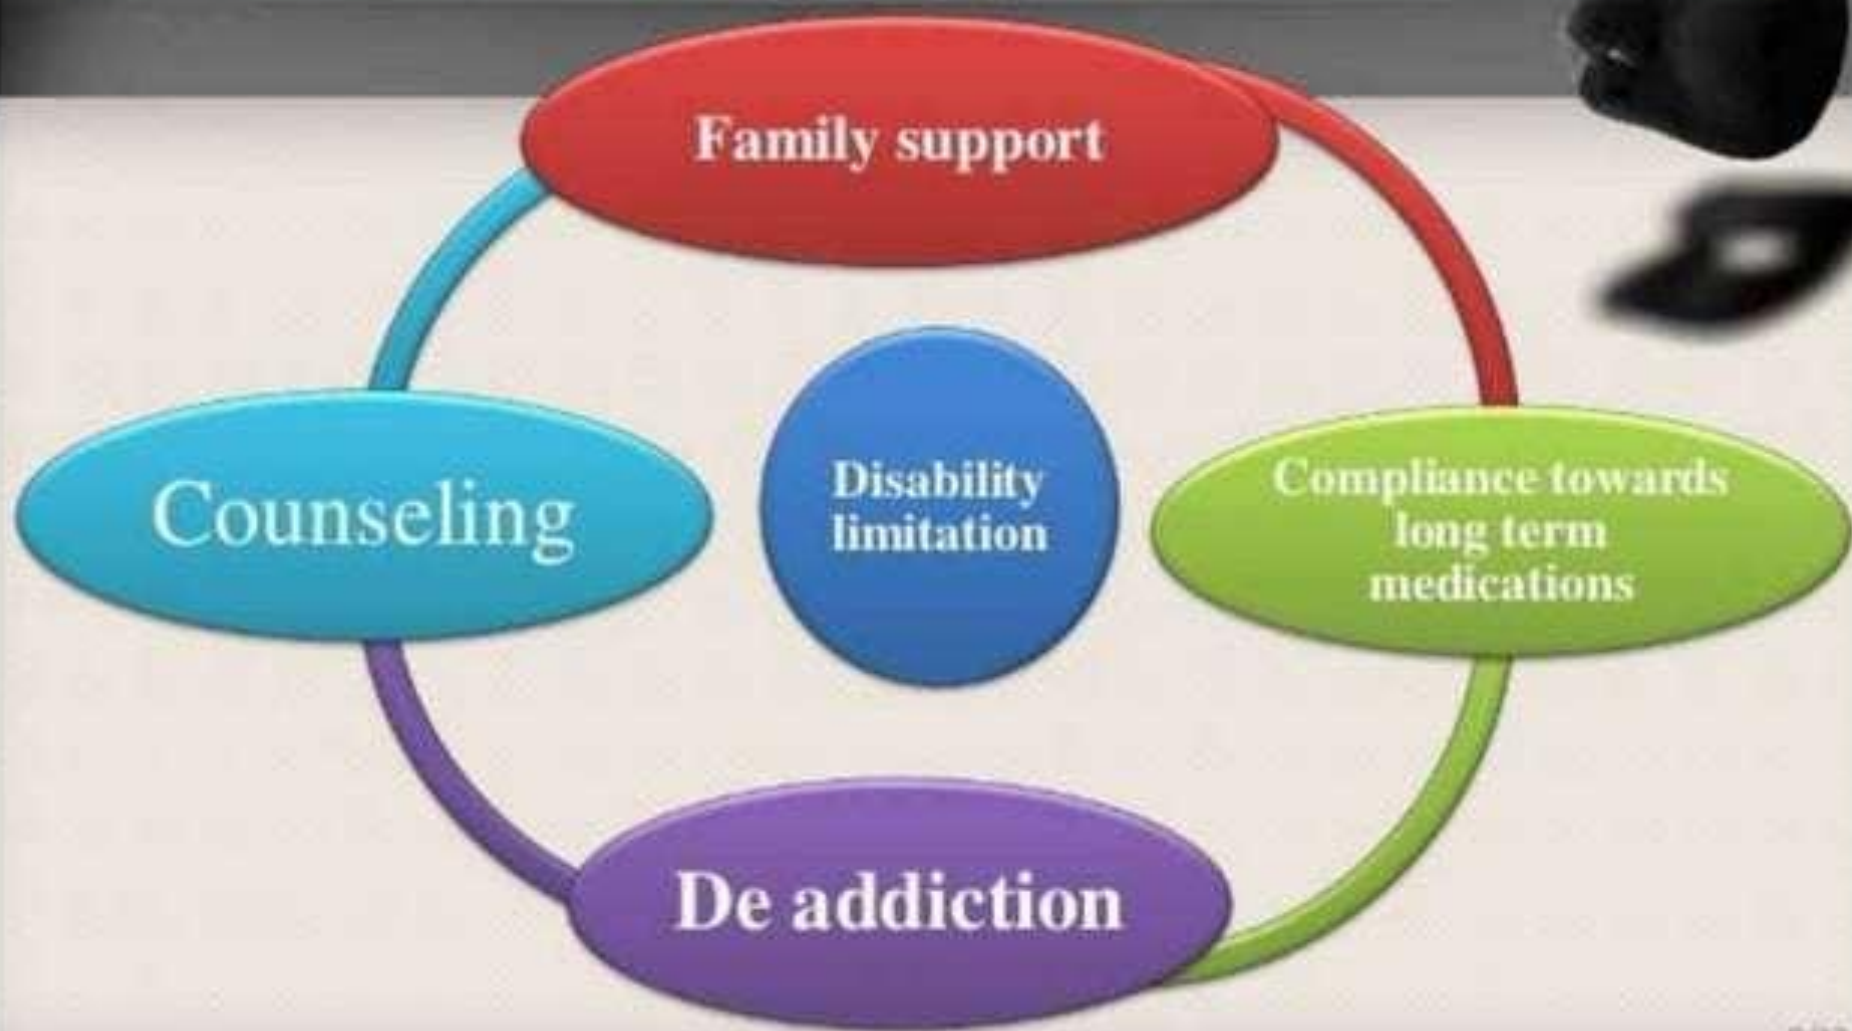 Family support
Counseling
Disability
limitation
Compliance towards
long term
medications
De addiction